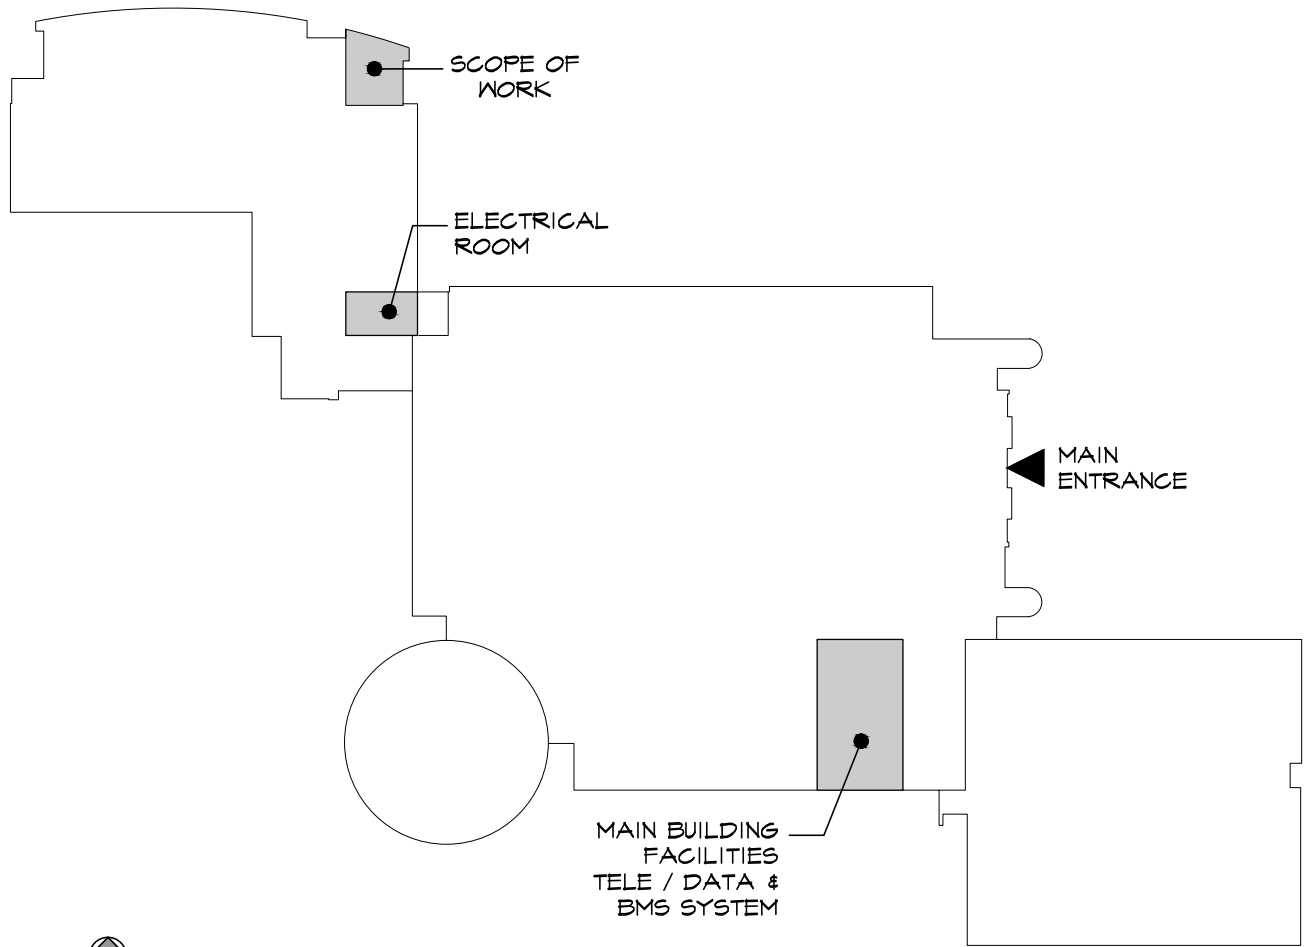 SCOPE OF
WORK
ELECTRICAL
ROOM
MAIN
ENTRANCE
MAIN BUILDING
FACILITIES
TELE / DATA &
BMS SYSTEM